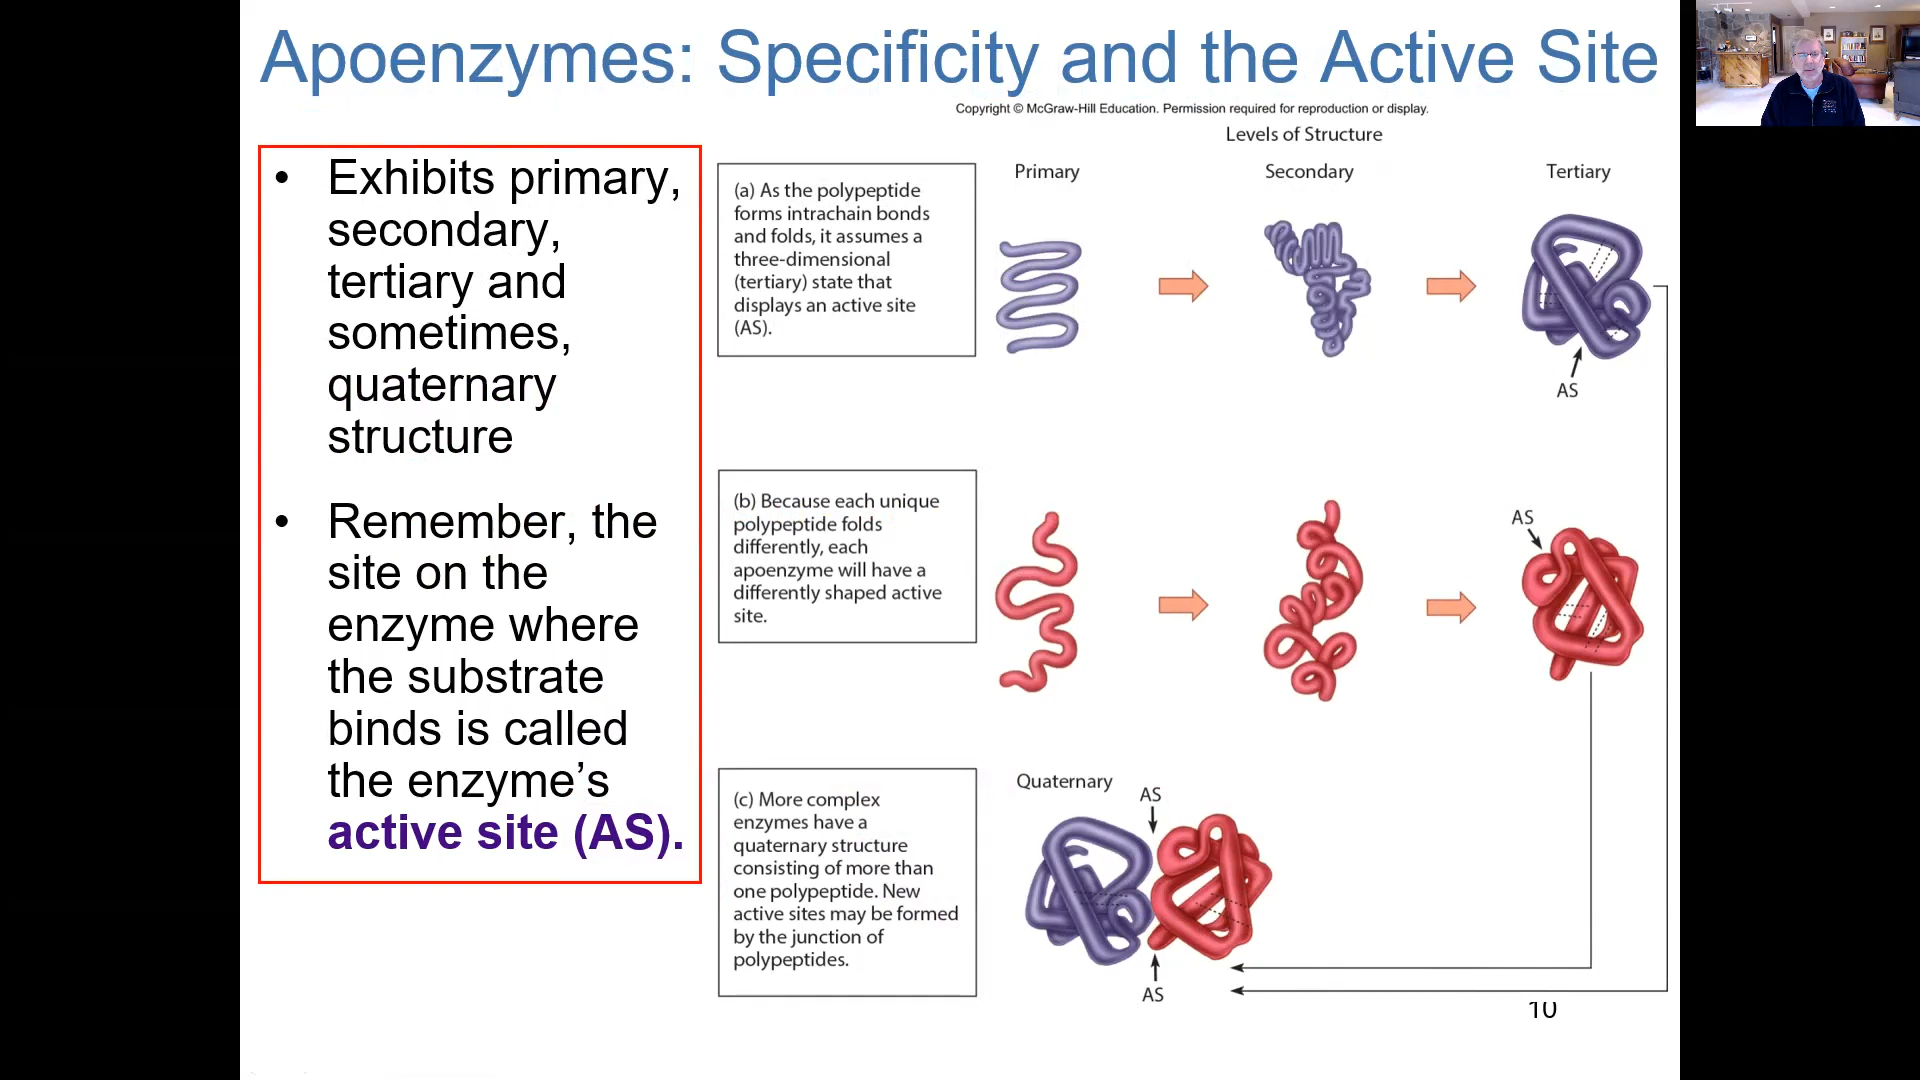 Apoenzymes: Specificity and the Active Site
Copyright © McGraw-Hill Education. Permission required for reproduction or display.
• Exhibits primary,
secondary,
tertiary and
sometimes,
quaternary
structure
• Remember, the
site on the
enzyme where
the substrate
binds is called
the enzyme’s
active site (AS).
Levels of Structure
Primary
Secondary
Tertiary
(a) As the polypeptide
forms intrachain bonds
and folds, it assumes a
three-dimensional
(tertiary) state that
displays an active site
(AS).
AS
(b) Because each unique
polypeptide folds
differently, each
apoenzyme will have a
differently shaped active
site.
AS
(c) More complex
enzymes have a
quaternary structure
consisting of more than
one polypeptide. New
active sites may be formed
by the junction of
polypeptides.
Quaternary
AS
AS
10